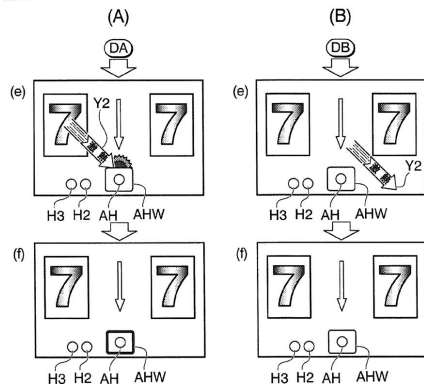 (A) (B)
DA DB
(e) (e)
7 7 7 7
Y2
Y2
H3 H2 AH AHW H3 H2 AH AHW
(f) (f)
7 7 7 7
H3 H2 AH AHW H3 H2 AH AHW